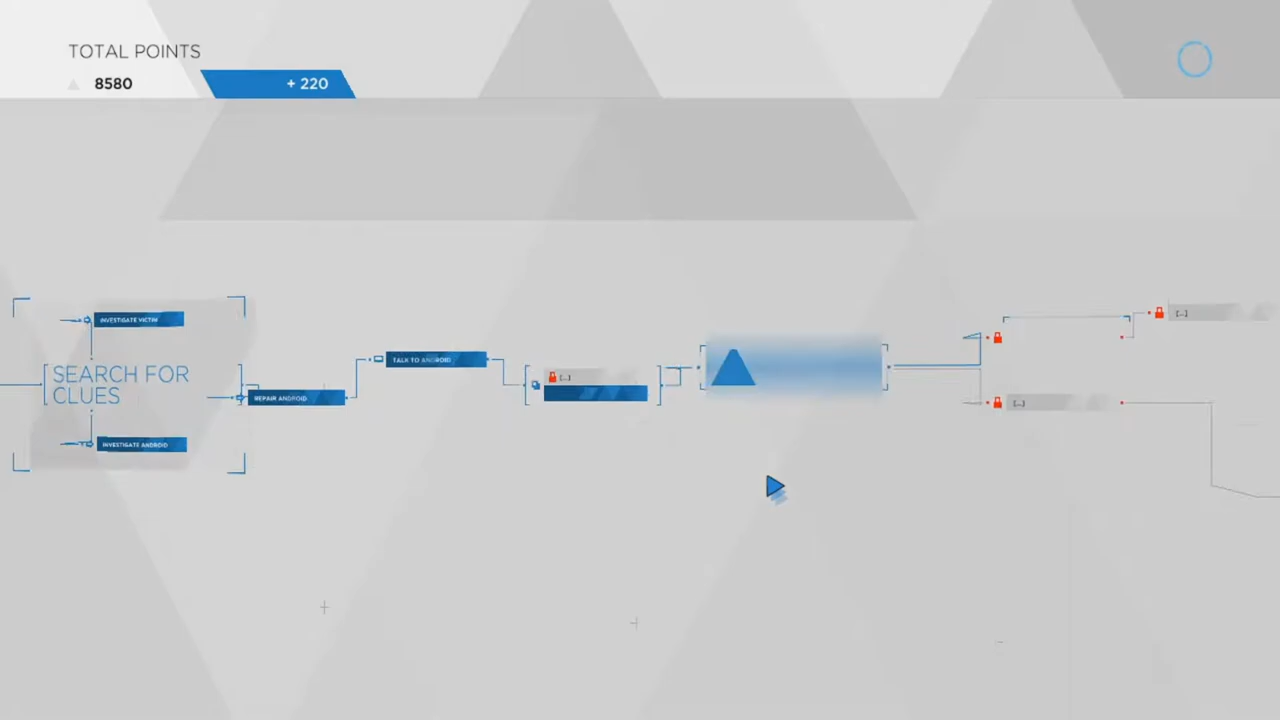 TOTAL POINTS
8580
+ 220
INVESTIGATE VICTIM
SEARCH FOR
CLUES
INVESTIGATE ANDROID
REPAIR ANDROID
TALK TO ANDROID
[...]
[...]
[...]